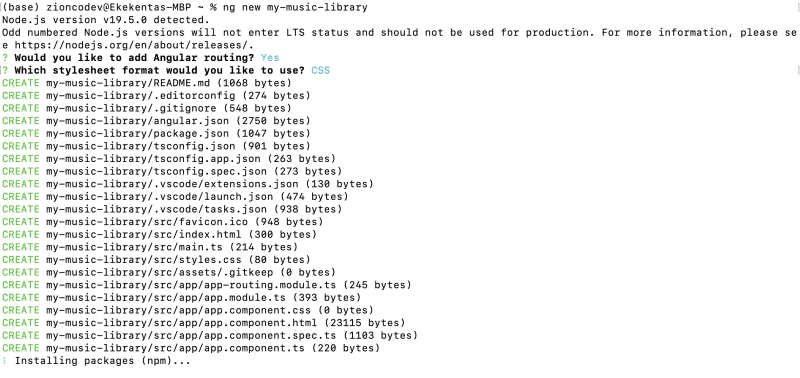 (base) zioncodev@Ekekentas-MBP ~ % ng new my-music-library
Node.js version v19.5.0 detected.
Odd numbered Node.js versions will not enter LTS status and should not be used for production. For more information, please se
e https://nodejs.org/en/about/releases/.
? Would you like to add Angular routing? Yes
? Which stylesheet format would you like to use? CSS
CREATE my-music-library/README.md (1068 bytes)
CREATE my-music-library/.editorconfig (274 bytes)
CREATE my-music-library/.gitignore (548 bytes)
CREATE my-music-library/angular.json (2750 bytes)
CREATE my-music-library/package.json (1047 bytes)
CREATE my-music-library/tsconfig.json (901 bytes)
CREATE my-music-library/tsconfig.app.json (263 bytes)
CREATE my-music-library/tsconfig.spec.json (273 bytes)
CREATE my-music-library/.vscode/extensions.json (130 bytes)
CREATE my-music-library/.vscode/launch.json (474 bytes)
CREATE my-music-library/.vscode/tasks.json (938 bytes)
CREATE my-music-library/src/favicon.ico (948 bytes)
CREATE my-music-library/src/index.html (300 bytes)
CREATE my-music-library/src/main.ts (214 bytes)
CREATE my-music-library/src/styles.css (80 bytes)
CREATE my-music-library/src/assets/.gitkeep (0 bytes)
CREATE my-music-library/src/app/app-routing.module.ts (245 bytes)
CREATE my-music-library/src/app/app.module.ts (393 bytes)
CREATE my-music-library/src/app/app.component.css (0 bytes)
CREATE my-music-library/src/app/app.component.html (23115 bytes)
CREATE my-music-library/src/app/app.component.spec.ts (1103 bytes)
CREATE my-music-library/src/app/app.component.ts (220 bytes)
⠇ Installing packages (npm)...